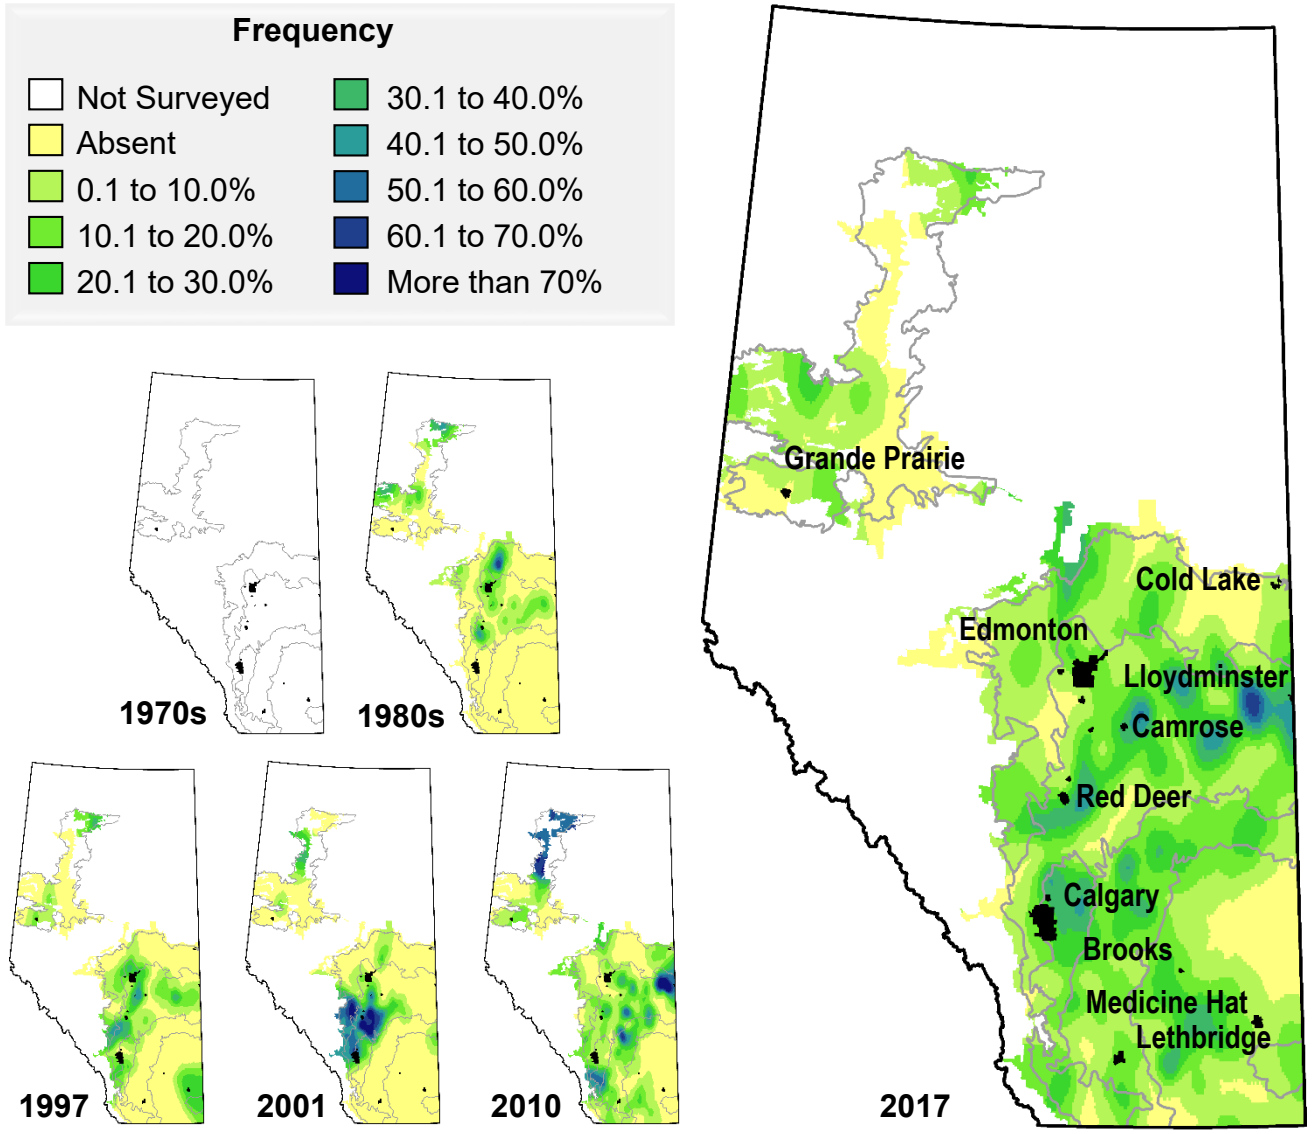 Frequency
Not Surveyed
Absent
0.1 to 10.0%
10.1 to 20.0%
20.1 to 30.0%
30.1 to 40.0%
40.1 to 50.0%
50.1 to 60.0%
60.1 to 70.0%
More than 70%
1970s
1980s
1997
2001
2010
Grande Prairie
Cold Lake
Edmonton
Lloydminster
Camrose
Red Deer
Calgary
Brooks
Medicine Hat
Lethbridge
2017